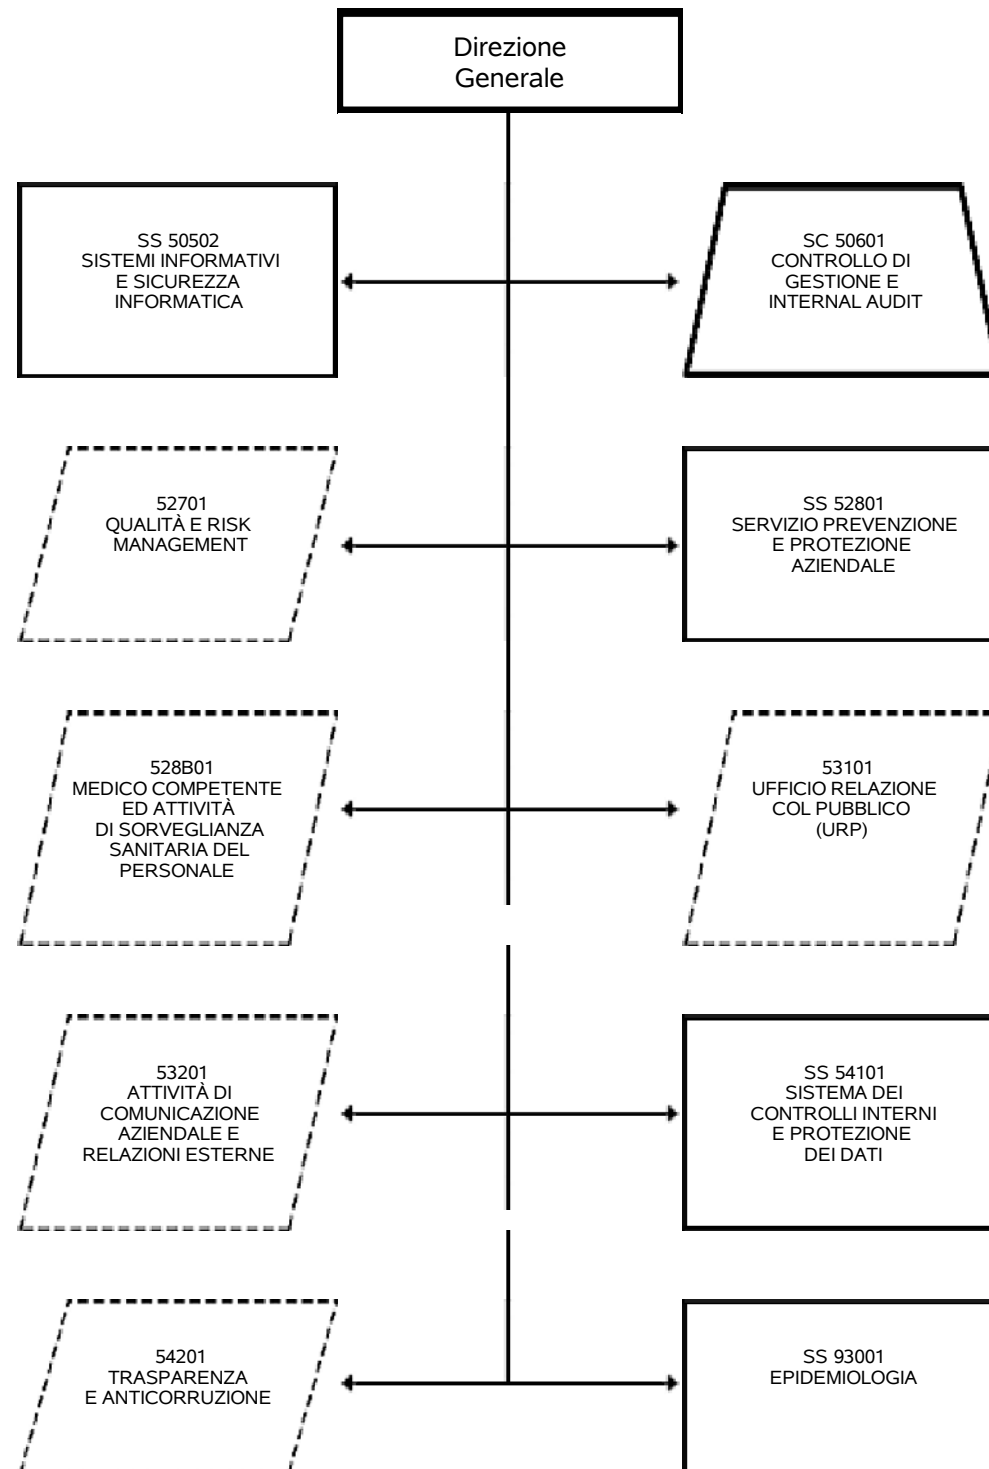 Direzione
Generale
SS 50502
SISTEMI INFORMATIVI
E SICUREZZA
INFORMATICA
SC 50601
CONTROLLO DI
GESTIONE E
INTERNAL AUDIT
52701
QUALITÀ E RISK
MANAGEMENT
SS 52801
SERVIZIO PREVENZIONE
E PROTEZIONE
AZIENDALE
528B01
MEDICO COMPETENTE
ED ATTIVITÀ
DI SORVEGLIANZA
SANITARIA DEL
PERSONALE
53101
UFFICIO RELAZIONE
COL PUBBLICO
(URP)
53201
ATTIVITÀ DI
COMUNICAZIONE
AZIENDALE E
RELAZIONI ESTERNE
SS 54101
SISTEMA DEI
CONTROLLI INTERNI
E PROTEZIONE
DEI DATI
54201
TRASPARENZA
E ANTICORRUZIONE
SS 93001
EPIDEMIOLOGIA